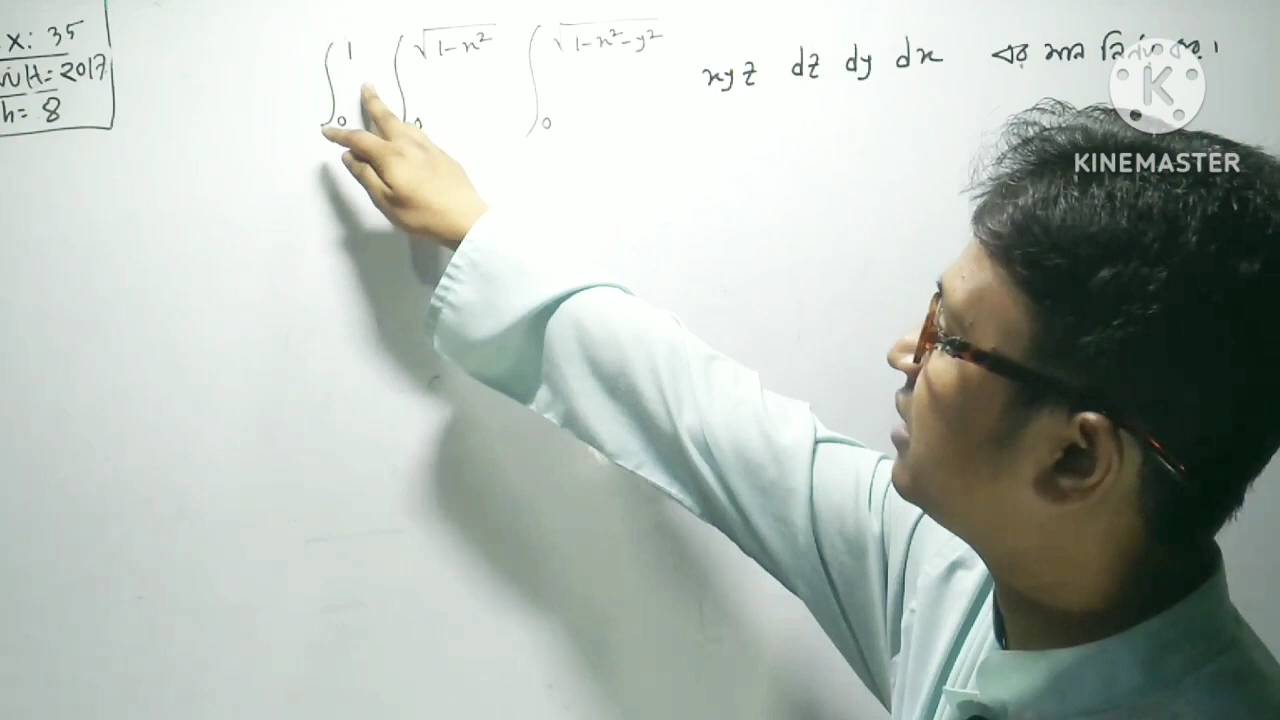 x: 35
NUH = 2017
h = 8
∫₀¹ ∫₀^√(1-x²) ∫₀^√(1-x²-y²) xyz dz dy dx এর মান নির্ণয় কর।
K
KINEMASTER